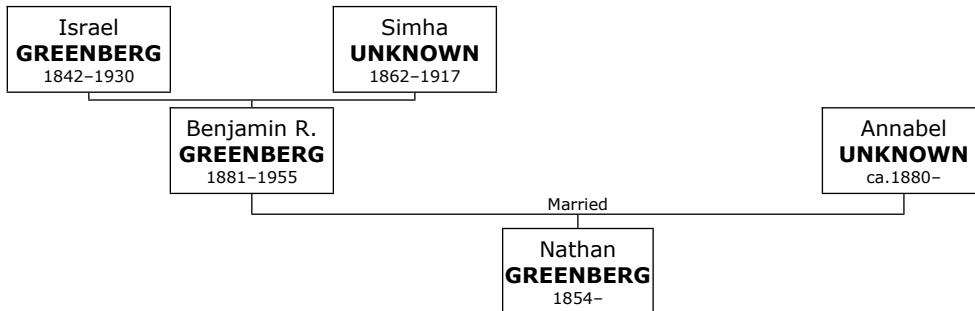 Israel
GREENBERG
1842–1930
Simha
UNKNOWN
1862–1917
Benjamin R.
GREENBERG
1881–1955
Annabel
UNKNOWN
ca.1880–
Married
Nathan
GREENBERG
1854–